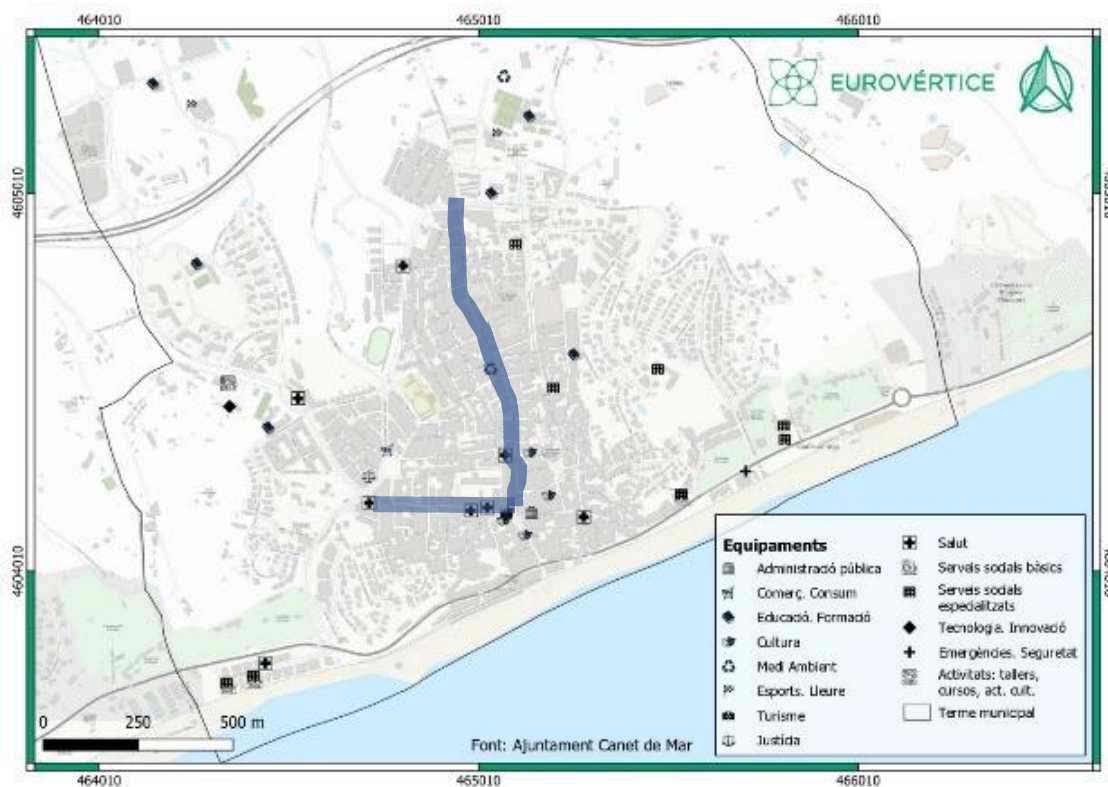 464010
465010
466010
EUROVÉRTICE
4605010
4604010
Equipaments
Administració pública
Comerç. Consum
Educació. Formació
Cultura
Medi Ambient
Esports. Lleure
Turisme
Justícia
Salut
Serveis socials bàsics
Serveis socials
especialitzats
Tecnologia. Innovació
Emergències. Seguretat
Activitats: tallers,
cursos, act. cult.
Terme municipal
0 250 500 m
Font: Ajuntament Canet de Mar
464010
465010
466010